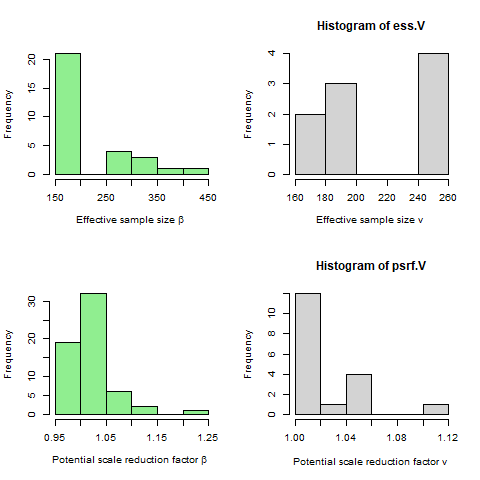 Frequency
0 5 10 15 20
150 250 350 450
Effective sample size β
Histogram of ess.V
Frequency
0 1 2 3 4
160 180 200 220 240 260
Effective sample size v
Frequency
0 5 10 20 30
0.95 1.05 1.15 1.25
Potential scale reduction factor β
Histogram of psrf.V
Frequency
0 2 4 6 8 10
1.00 1.04 1.08 1.12
Potential scale reduction factor v